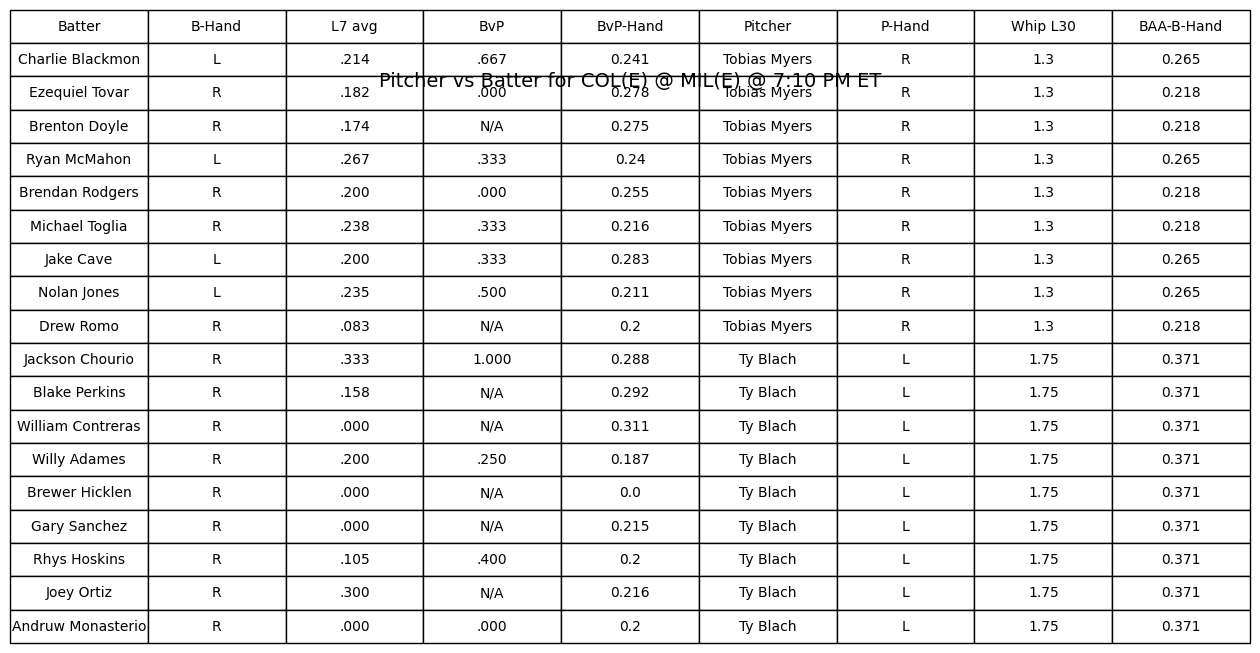 Batter B-Hand L7 avg BvP BvP-Hand Pitcher P-Hand Whip L30 BAA-B-Hand
Charlie Blackmon L .214 .667 0.241 Tobias Myers R 1.3 0.265
Pitcher vs Batter for COL(E) @ MIL(E) @ 7:10 PM ET
Ezequiel Tovar R .182 .000 0.278 Tobias Myers R 1.3 0.218
Brenton Doyle R .174 N/A 0.275 Tobias Myers R 1.3 0.218
Ryan McMahon L .267 .333 0.24 Tobias Myers R 1.3 0.265
Brendan Rodgers R .200 .000 0.255 Tobias Myers R 1.3 0.218
Michael Toglia R .238 .333 0.216 Tobias Myers R 1.3 0.218
Jake Cave L .200 .333 0.283 Tobias Myers R 1.3 0.265
Nolan Jones L .235 .500 0.211 Tobias Myers R 1.3 0.265
Drew Romo R .083 N/A 0.2 Tobias Myers R 1.3 0.218
Jackson Chourio R .333 1.000 0.288 Ty Blach L 1.75 0.371
Blake Perkins R .158 N/A 0.292 Ty Blach L 1.75 0.371
William Contreras R .000 N/A 0.311 Ty Blach L 1.75 0.371
Willy Adames R .200 .250 0.187 Ty Blach L 1.75 0.371
Brewer Hicklen R .000 N/A 0.0 Ty Blach L 1.75 0.371
Gary Sanchez R .000 N/A 0.215 Ty Blach L 1.75 0.371
Rhys Hoskins R .105 .400 0.2 Ty Blach L 1.75 0.371
Joey Ortiz R .300 N/A 0.216 Ty Blach L 1.75 0.371
Andruw Monasterio R .000 .000 0.2 Ty Blach L 1.75 0.371